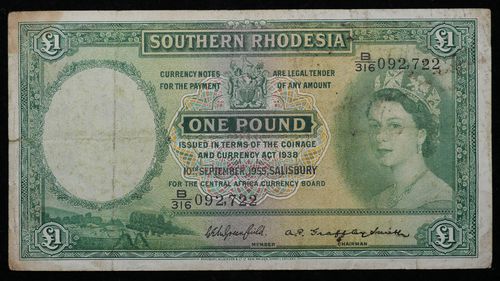 £1 SOUTHERN RHODESIA £1
B/316 092,722
CURRENCY NOTES ARE LEGAL TENDER
FOR THE PAYMENT OF ANY AMOUNT
ONE POUND
ISSUED IN TERMS OF THE COINAGE
AND CURRENCY ACT 1938
10TH SEPTEMBER, 1955, SALISBURY
FOR THE CENTRAL AFRICA CURRENCY BOARD
B/316 092,722
MEMBER CHAIRMAN
£1 £1